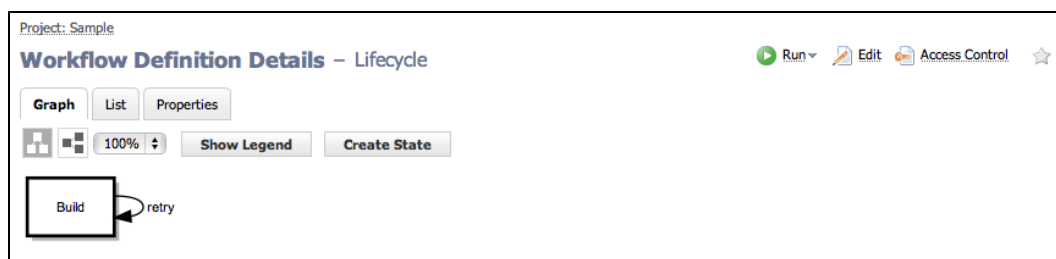 Project: Sample
Workflow Definition Details – Lifecycle
Run Edit Access Control
Graph List Properties
100% Show Legend Create State
Build retry